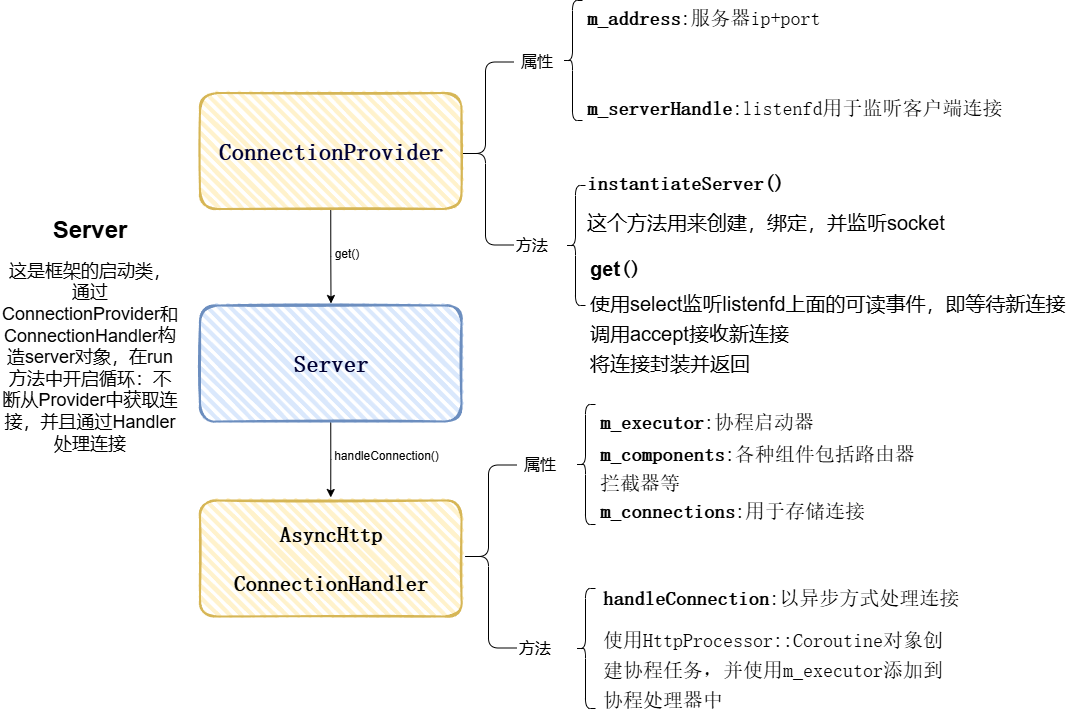 m_address:服务器ip+port
属性
m_serverHandle:listenfd用于监听客户端连接
ConnectionProvider
instantiateServer()
这个方法用来创建，绑定，并监听socket
方法
get()
使用select监听listenfd上面的可读事件，即等待新连接
调用accept接收新连接
将连接封装并返回
get()
Server
这是框架的启动类，
通过
ConnectionProvider和
ConnectionHandler构
造server对象，在run
方法中开启循环：不
断从Provider中获取连
接，并且通过Handler
处理连接
Server
handleConnection()
m_executor:协程启动器
m_components:各种组件包括路由器
拦截器等
m_connections:用于存储连接
属性
AsyncHttp
ConnectionHandler
方法
handleConnection:以异步方式处理连接
使用HttpProcessor::Coroutine对象创
建协程任务，并使用m_executor添加到
协程处理器中